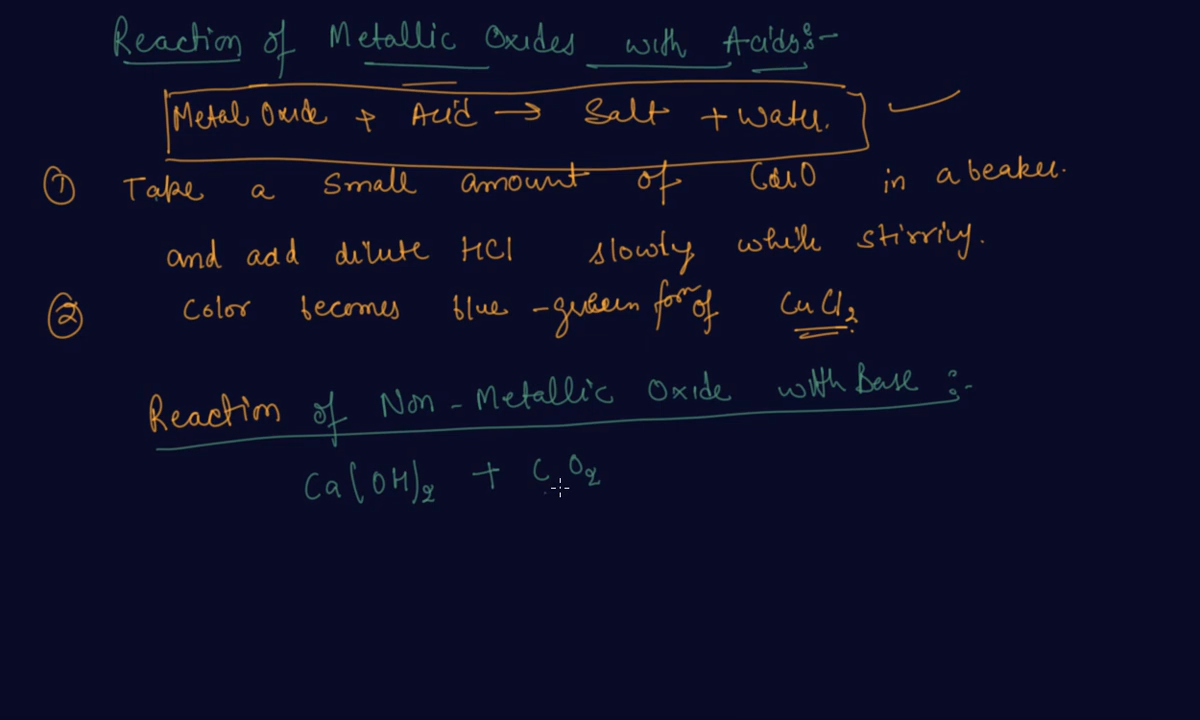 Reaction of Metallic Oxides with Acids:-
Metal Oxide + Acid → Salt + Water.
① Take a small amount of CuO in a beaker.
and add dilute HCl slowly while stirring.
② Color becomes blue-green form of CuCl₂
Reaction of Non-Metallic Oxide with Base :-
Ca(OH)₂ + CO₂